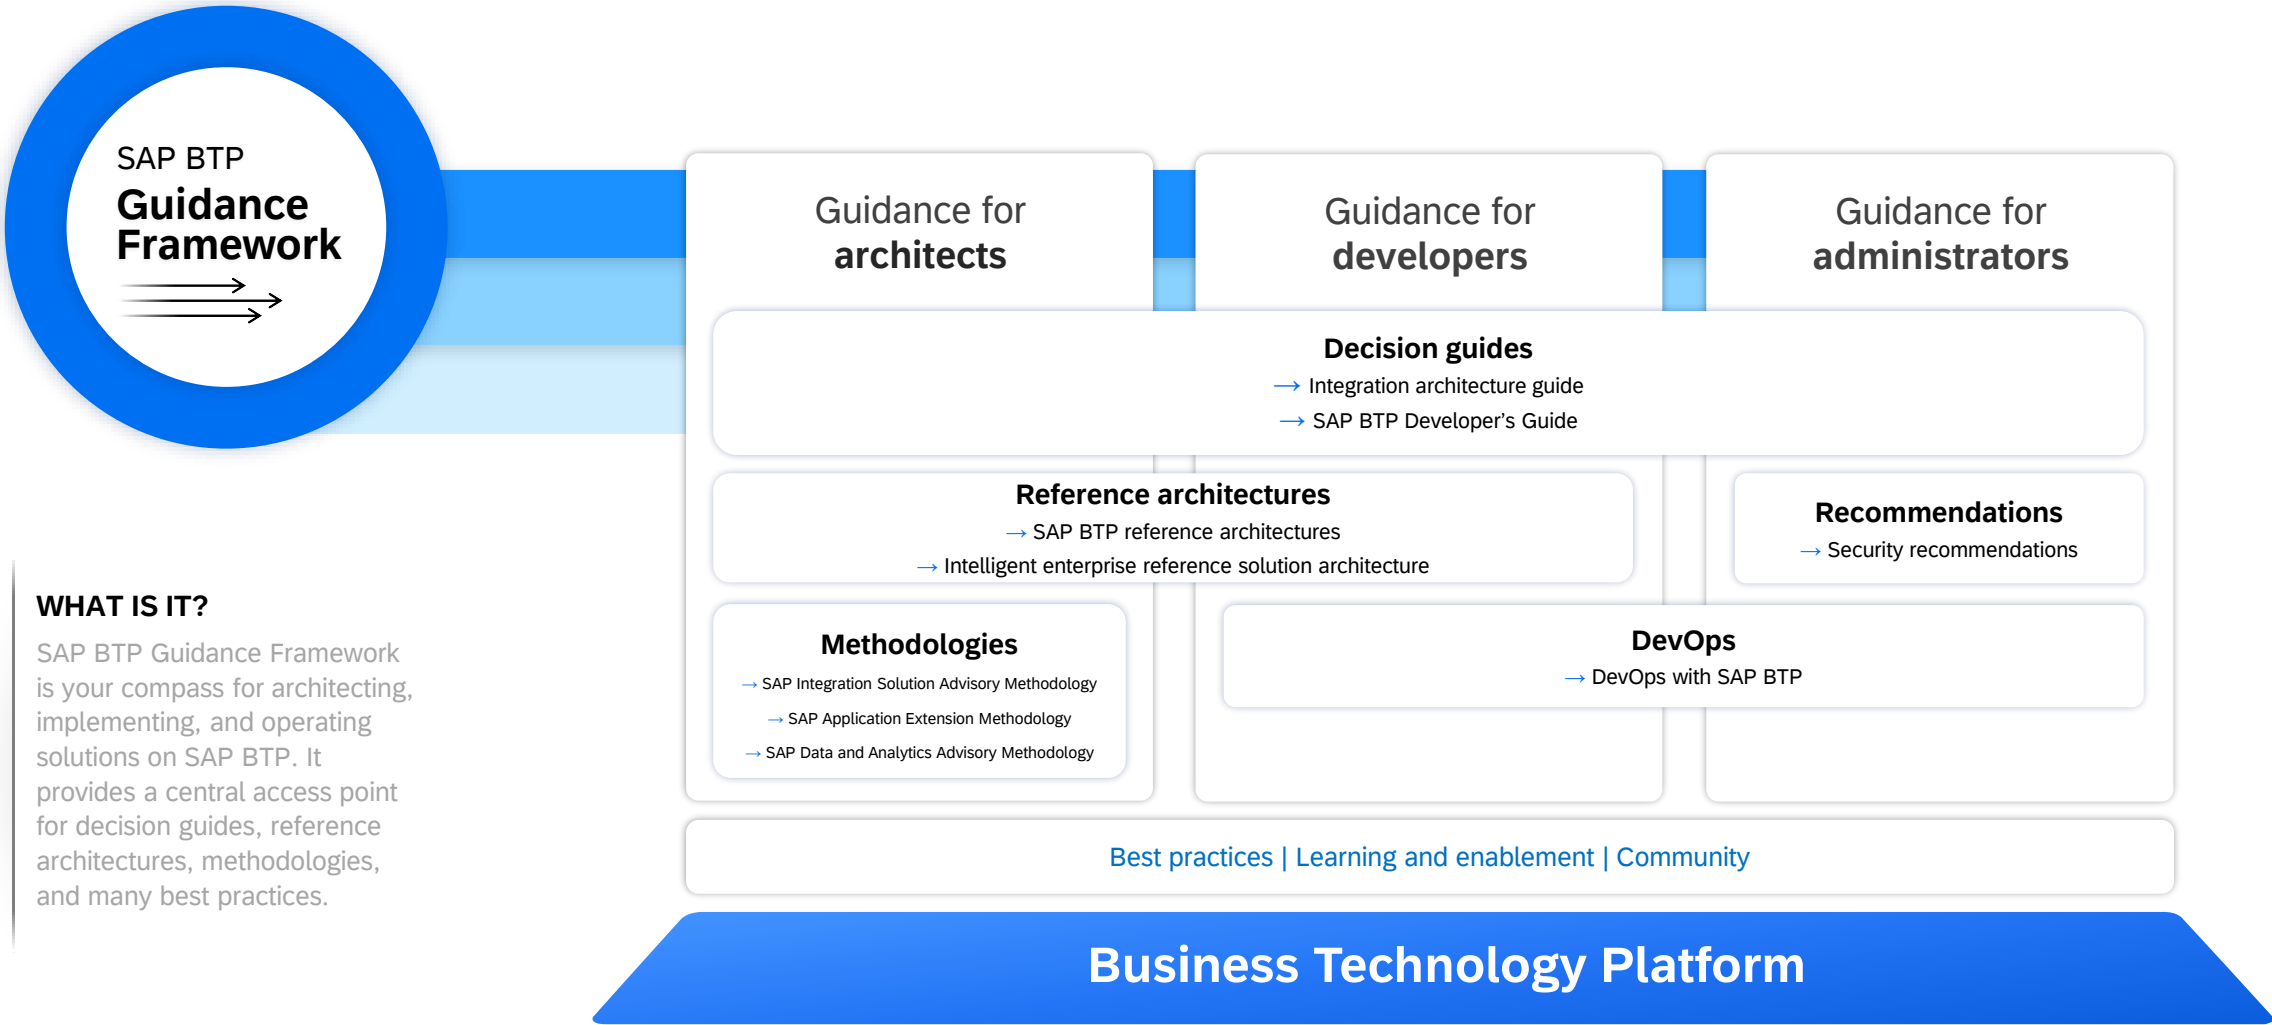 SAP BTP
Guidance
Framework
WHAT IS IT?
SAP BTP Guidance Framework
is your compass for architecting,
implementing, and operating
solutions on SAP BTP. It
provides a central access point
for decision guides, reference
architectures, methodologies,
and many best practices.
Guidance for
architects
Guidance for
developers
Guidance for
administrators
Decision guides
→ Integration architecture guide
→ SAP BTP Developer’s Guide
Reference architectures
→ SAP BTP reference architectures
→ Intelligent enterprise reference solution architecture
Recommendations
→ Security recommendations
Methodologies
→ SAP Integration Solution Advisory Methodology
→ SAP Application Extension Methodology
→ SAP Data and Analytics Advisory Methodology
DevOps
→ DevOps with SAP BTP
Best practices | Learning and enablement | Community
Business Technology Platform